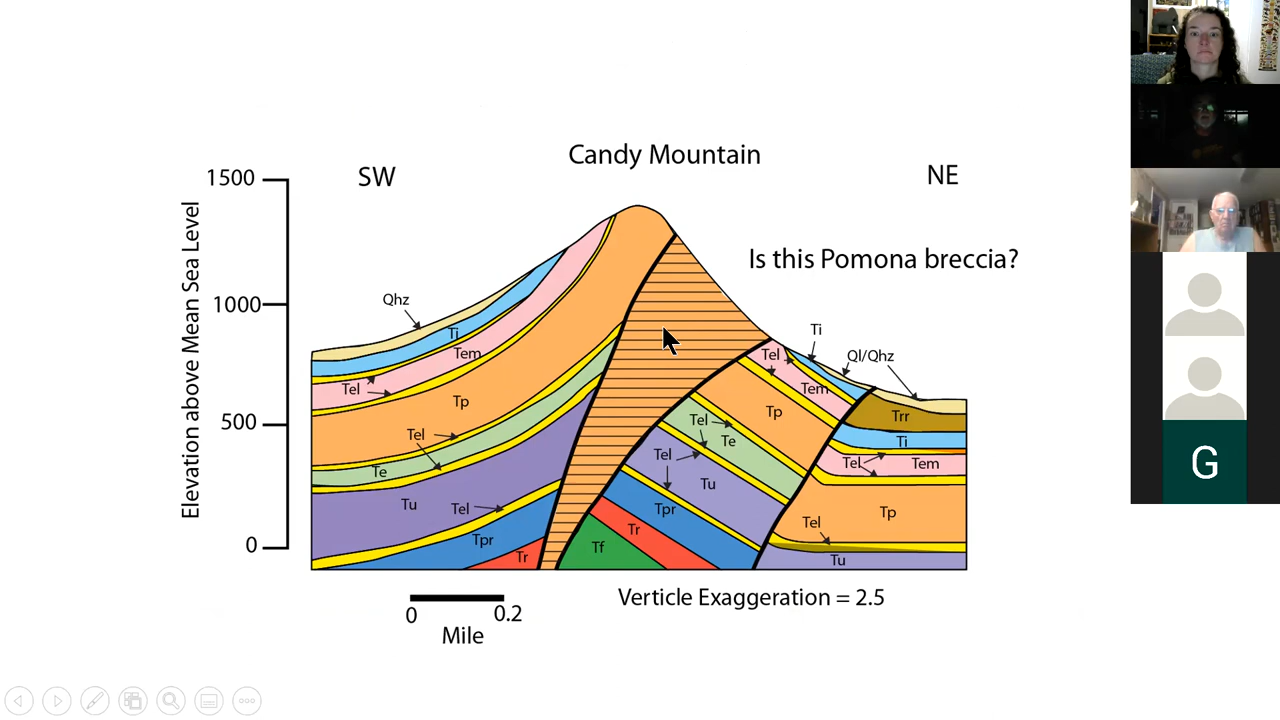 Candy Mountain
SW
NE
1500
1000
500
0
Elevation above Mean Sea Level
Is this Pomona breccia?
Qhz
Ti
Tem
Tel
Tp
Tel
Te
Tu
Tel
Tpr
Tr
Ti
Ql/Qhz
Tel
Tem
Tp
Tel
Te
Tel
Tu
Tpr
Tr
Tf
Trr
Ti
Tel
Tem
Tp
Tel
Tu
0 0.2
Mile
Verticle Exaggeration = 2.5
G